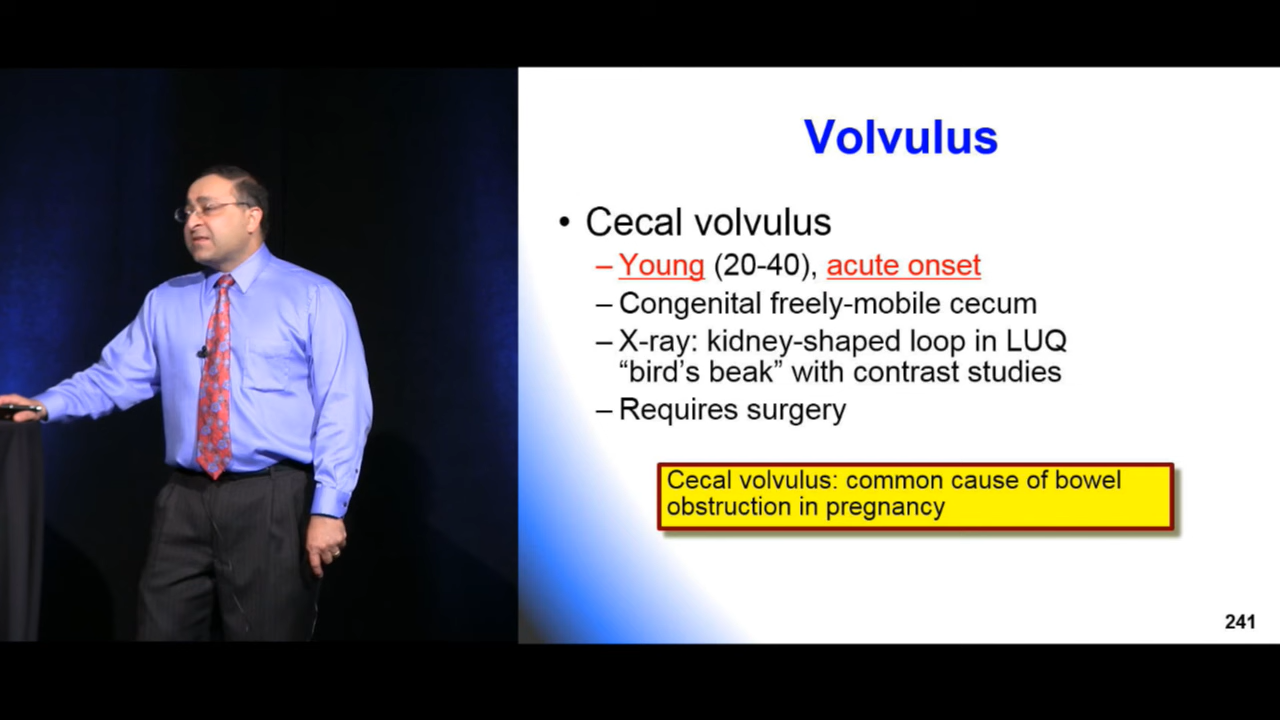 Volvulus
• Cecal volvulus
– Young (20-40), acute onset
– Congenital freely-mobile cecum
– X-ray: kidney-shaped loop in LUQ
“bird’s beak” with contrast studies
– Requires surgery
Cecal volvulus: common cause of bowel
obstruction in pregnancy
241